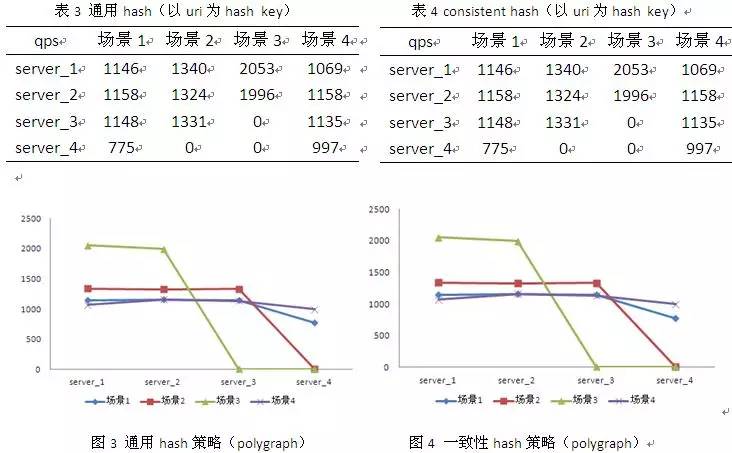 表 3 通用 hash（以 uri 为 hash key）
qps 场景 1 场景 2 场景 3 场景 4
server_1 1146 1340 2053 1069
server_2 1158 1324 1996 1158
server_3 1148 1331 0 1135
server_4 775 0 0 997
2500
2000
1500
1000
500
0
server_1 server_2 server_3 server_4
场景1 场景2 场景3 场景4
图 3 通用 hash 策略（polygraph）
表 4 consistent hash（以 uri 为 hash key）
qps 场景 1 场景 2 场景 3 场景 4
server_1 1146 1340 2053 1069
server_2 1158 1324 1996 1158
server_3 1148 1331 0 1135
server_4 775 0 0 997
2500
2000
1500
1000
500
0
server_1 server_2 server_3 server_4
场景1 场景2 场景3 场景4
图 4 一致性 hash 策略（polygraph）